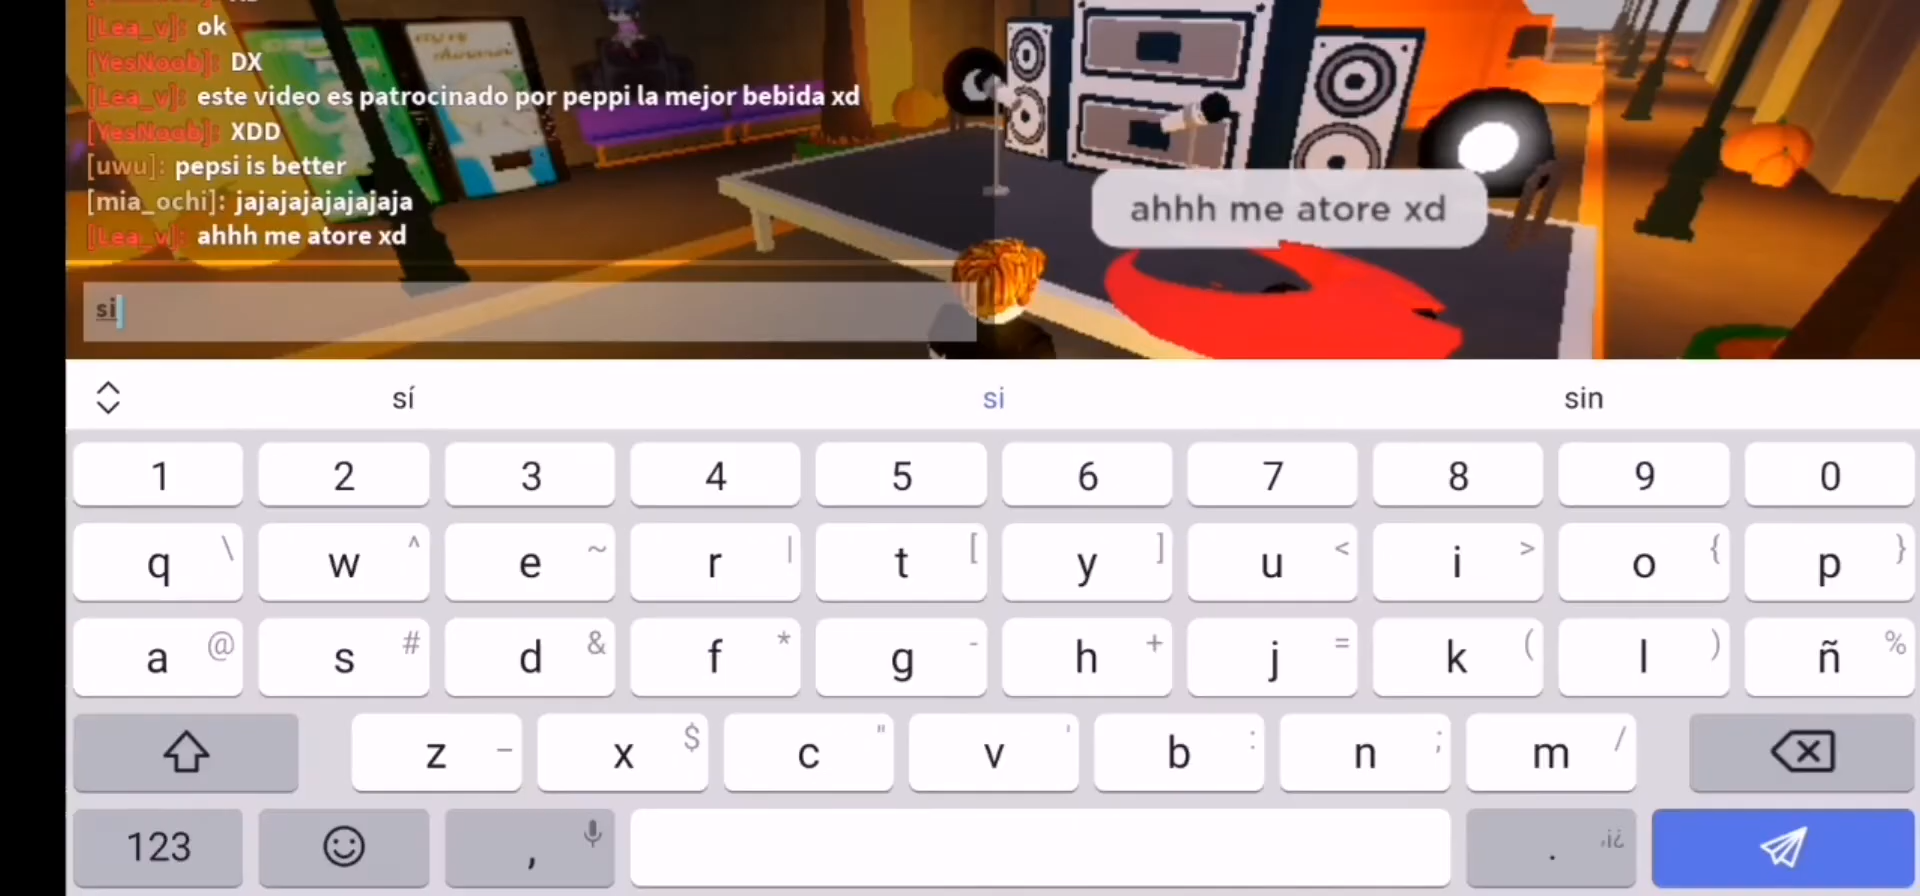 [Lea_v]: ok
[YesNoob]: DX
[Lea_v]: este video es patrocinado por peppi la mejor bebida xd
[YesNoob]: XDD
[uwu]: pepsi is better
[mia_ochi]: jajajajajajajaja
[Lea_v]: ahhh me atore xd
ahhh me atore xd
si
sí si sin
1 2 3 4 5 6 7 8 9 0
q \ w ^ e ~ r | t [ y ] u < i > o { p }
a @ s # d & f * g - h + j = k ( l ) ñ %
z _ x $ c " v ' b : n ; m /
123 , . ,¡¿